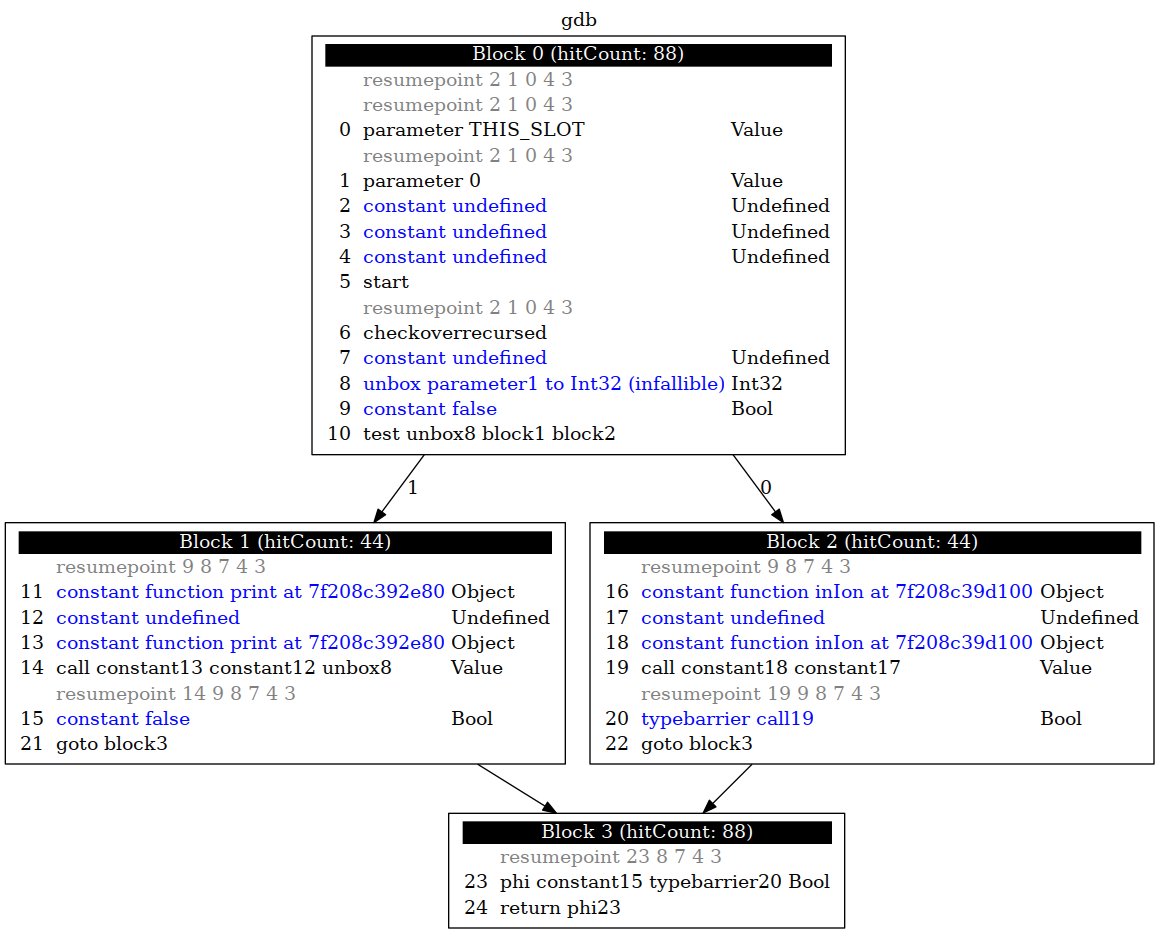 gdb
Block 0 (hitCount: 88)
resumepoint 2 1 0 4 3
resumepoint 2 1 0 4 3
0 parameter THIS_SLOT Value
resumepoint 2 1 0 4 3
1 parameter 0 Value
2 constant undefined Undefined
3 constant undefined Undefined
4 constant undefined Undefined
5 start
resumepoint 2 1 0 4 3
6 checkoverrecursed
7 constant undefined Undefined
8 unbox parameter1 to Int32 (infallible) Int32
9 constant false Bool
10 test unbox8 block1 block2
1
0
Block 1 (hitCount: 44)
resumepoint 9 8 7 4 3
11 constant function print at 7f208c392e80 Object
12 constant undefined Undefined
13 constant function print at 7f208c392e80 Object
14 call constant13 constant12 unbox8 Value
resumepoint 14 9 8 7 4 3
15 constant false Bool
21 goto block3
Block 2 (hitCount: 44)
resumepoint 9 8 7 4 3
16 constant function inIon at 7f208c39d100 Object
17 constant undefined Undefined
18 constant function inIon at 7f208c39d100 Object
19 call constant18 constant17 Value
resumepoint 19 9 8 7 4 3
20 typebarrier call19 Bool
22 goto block3
Block 3 (hitCount: 88)
resumepoint 23 8 7 4 3
23 phi constant15 typebarrier20 Bool
24 return phi23